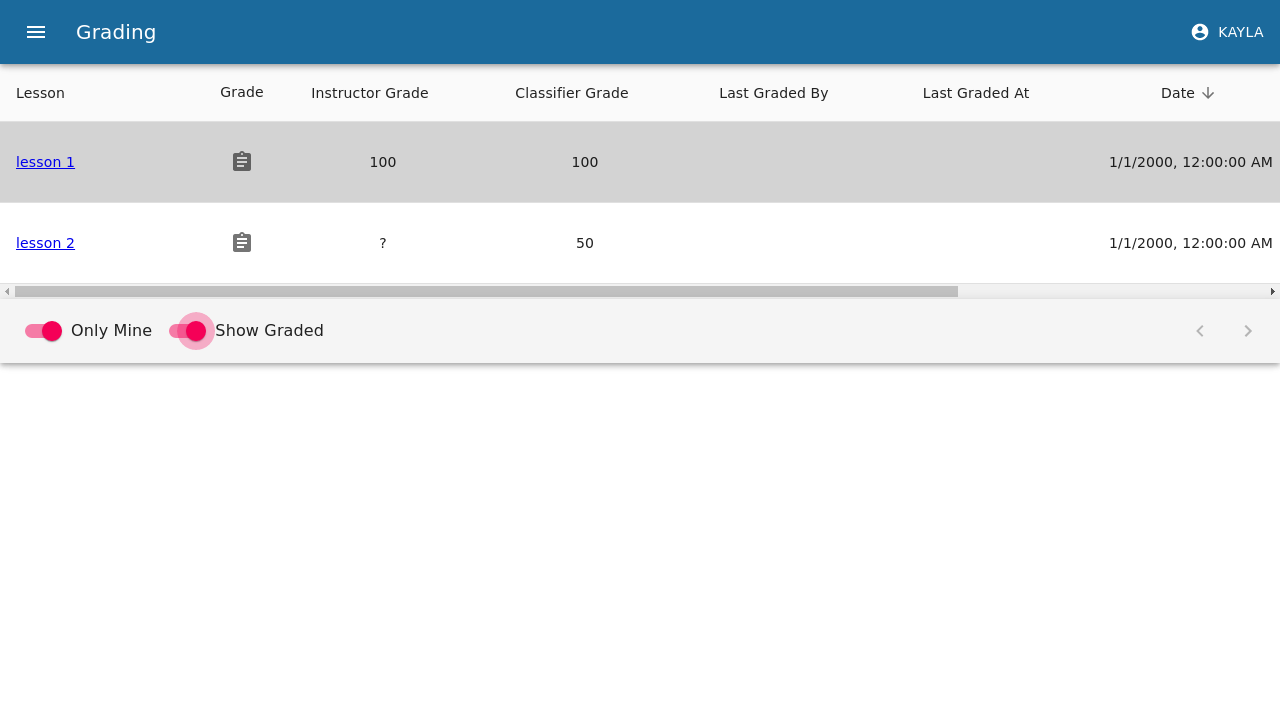 Grading
KAYLA
Lesson Grade Instructor Grade Classifier Grade Last Graded By Last Graded At Date
lesson 1 100 100 1/1/2000, 12:00:00 AM
lesson 2 ? 50 1/1/2000, 12:00:00 AM
Only Mine Show Graded